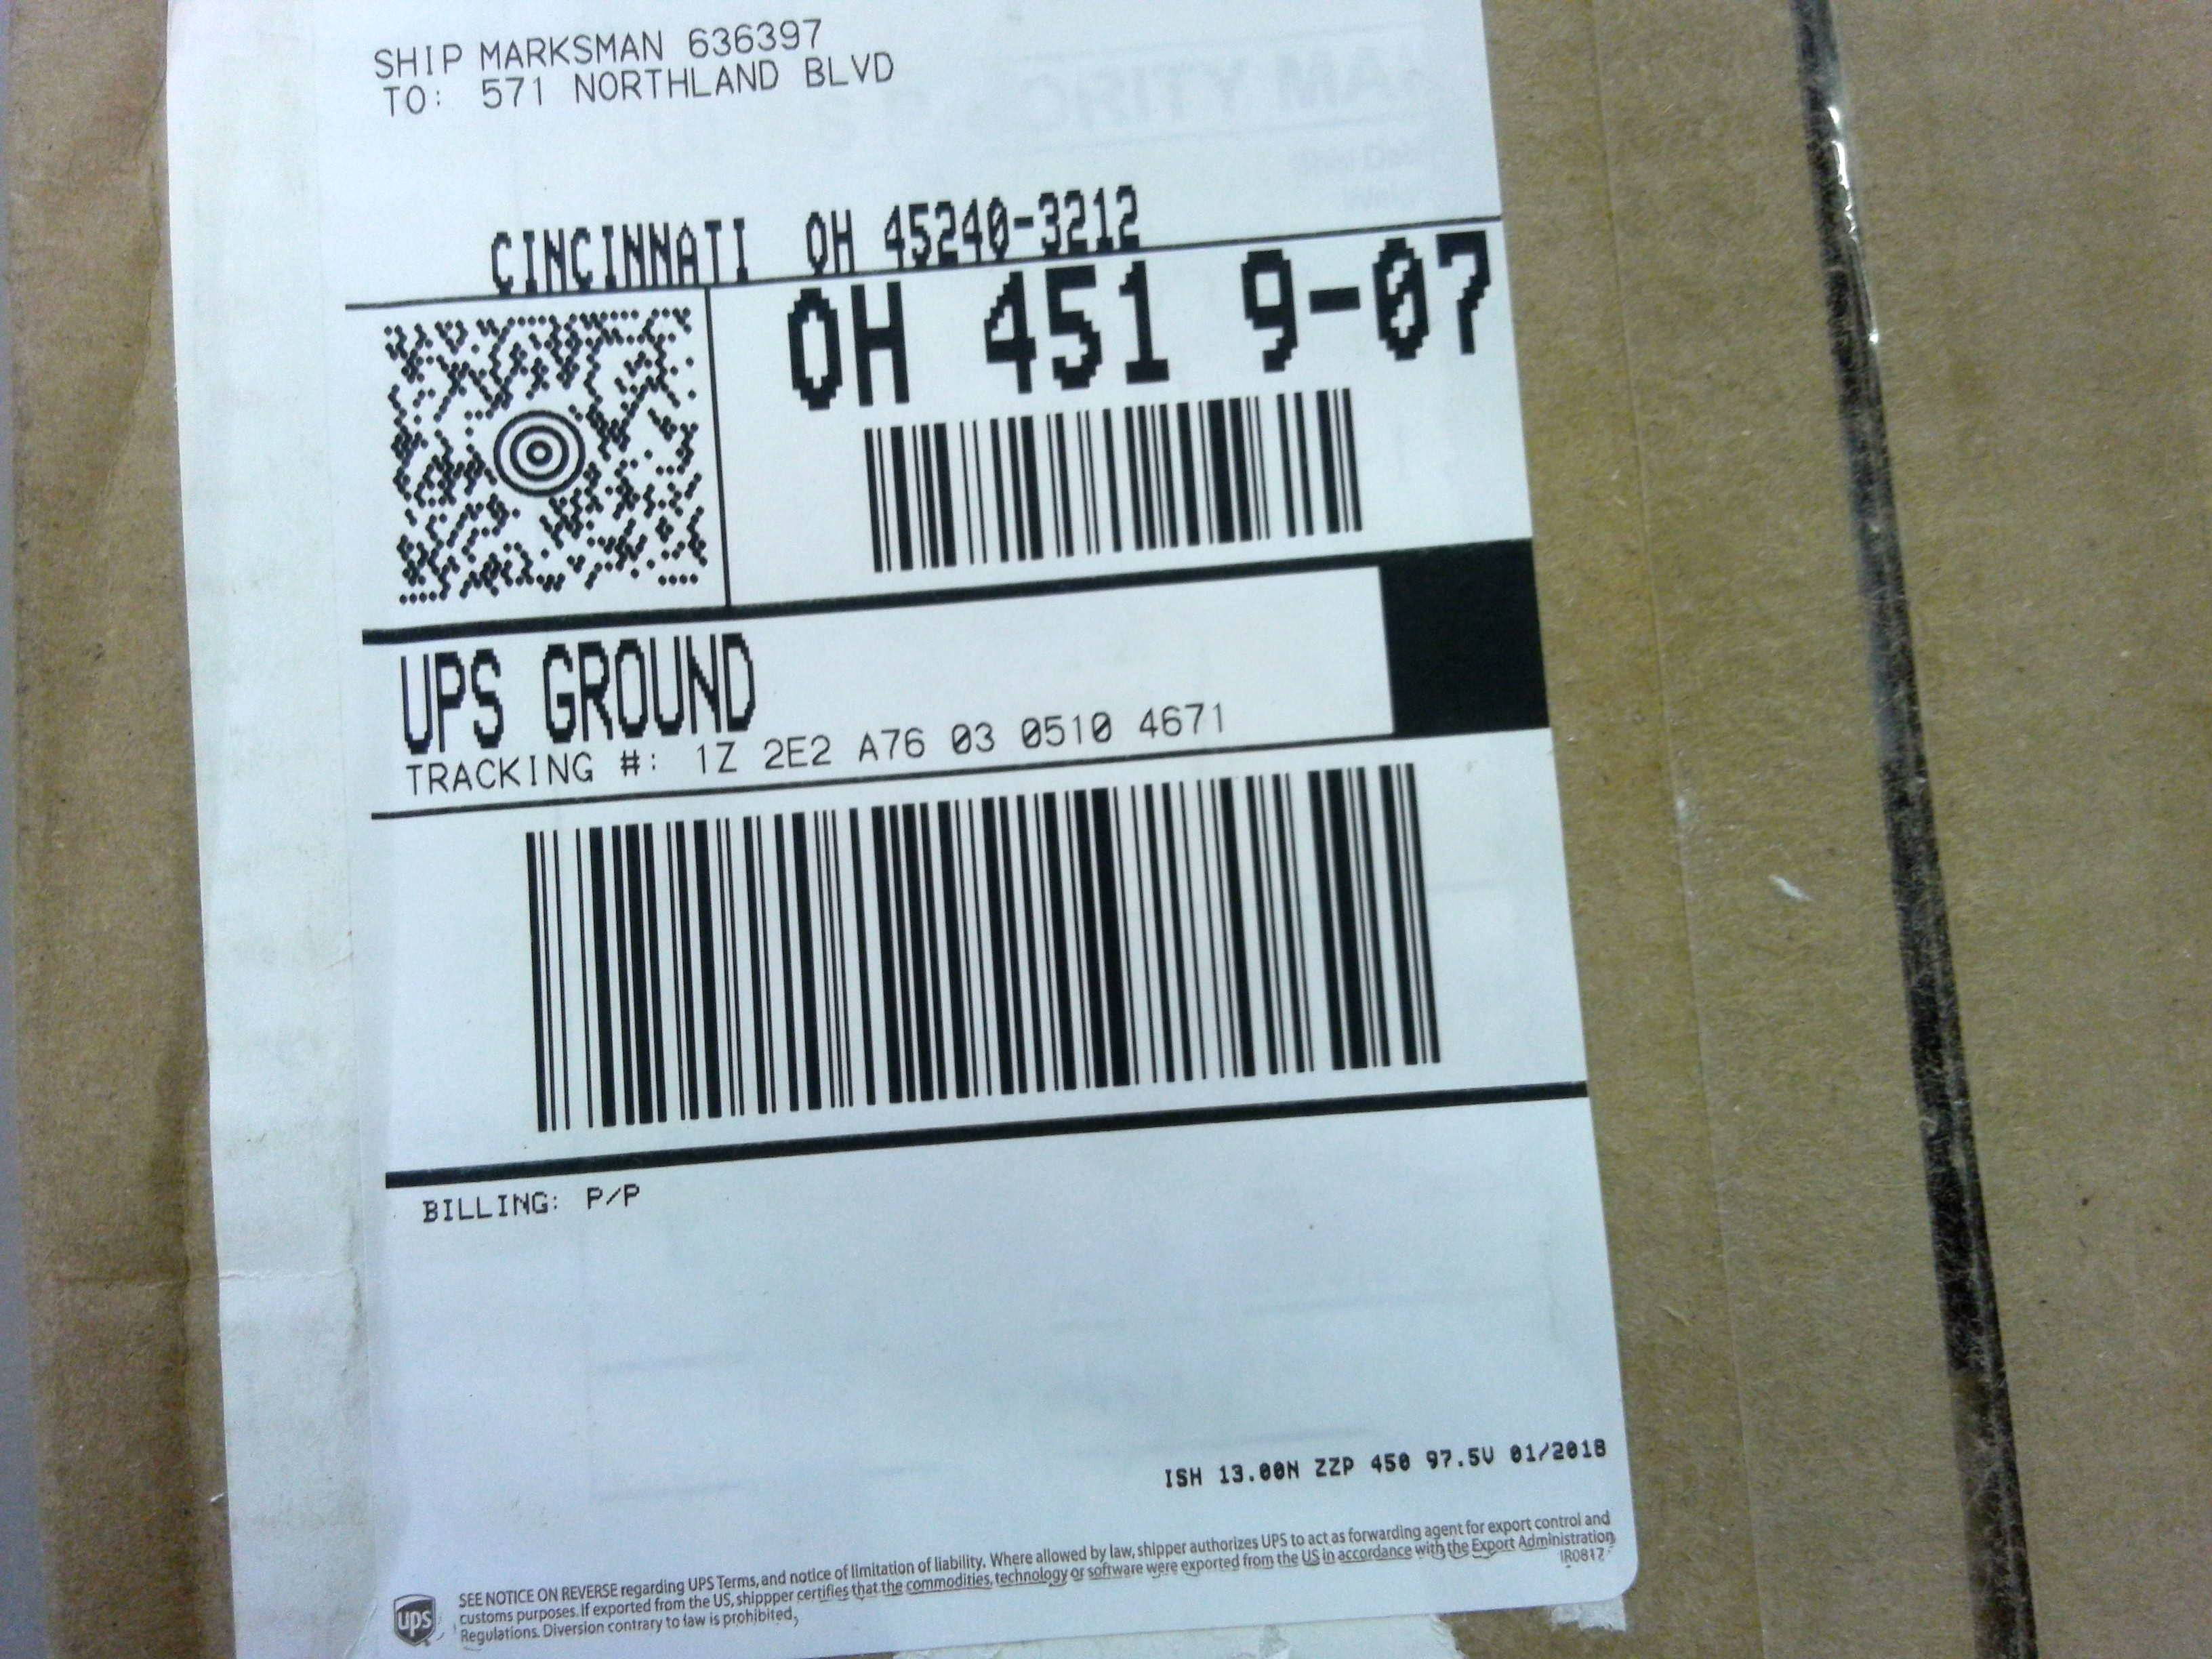 SHIP MARKSMAN 636397
TO: 571 NORTHLAND BLVD
CINCINNATI OH 45240-3212
OH 451 9-07
UPS GROUND
TRACKING #: 1Z 2E2 A76 03 0510 4671
BILLING: P/P
ISH 13.00N ZZP 450 97.5V 01/2018
SEE NOTICE ON REVERSE regarding UPS Terms, and notice of limitation of liability. Where allowed by law, shipper authorizes UPS to act as forwarding agent for export control and
customs purposes. If exported from the US, shippper certifies that the commodities, technology or software were exported from the US in accordance with the Export Administration
Regulations. Diversion contrary to law is prohibited,
IR0817
ups